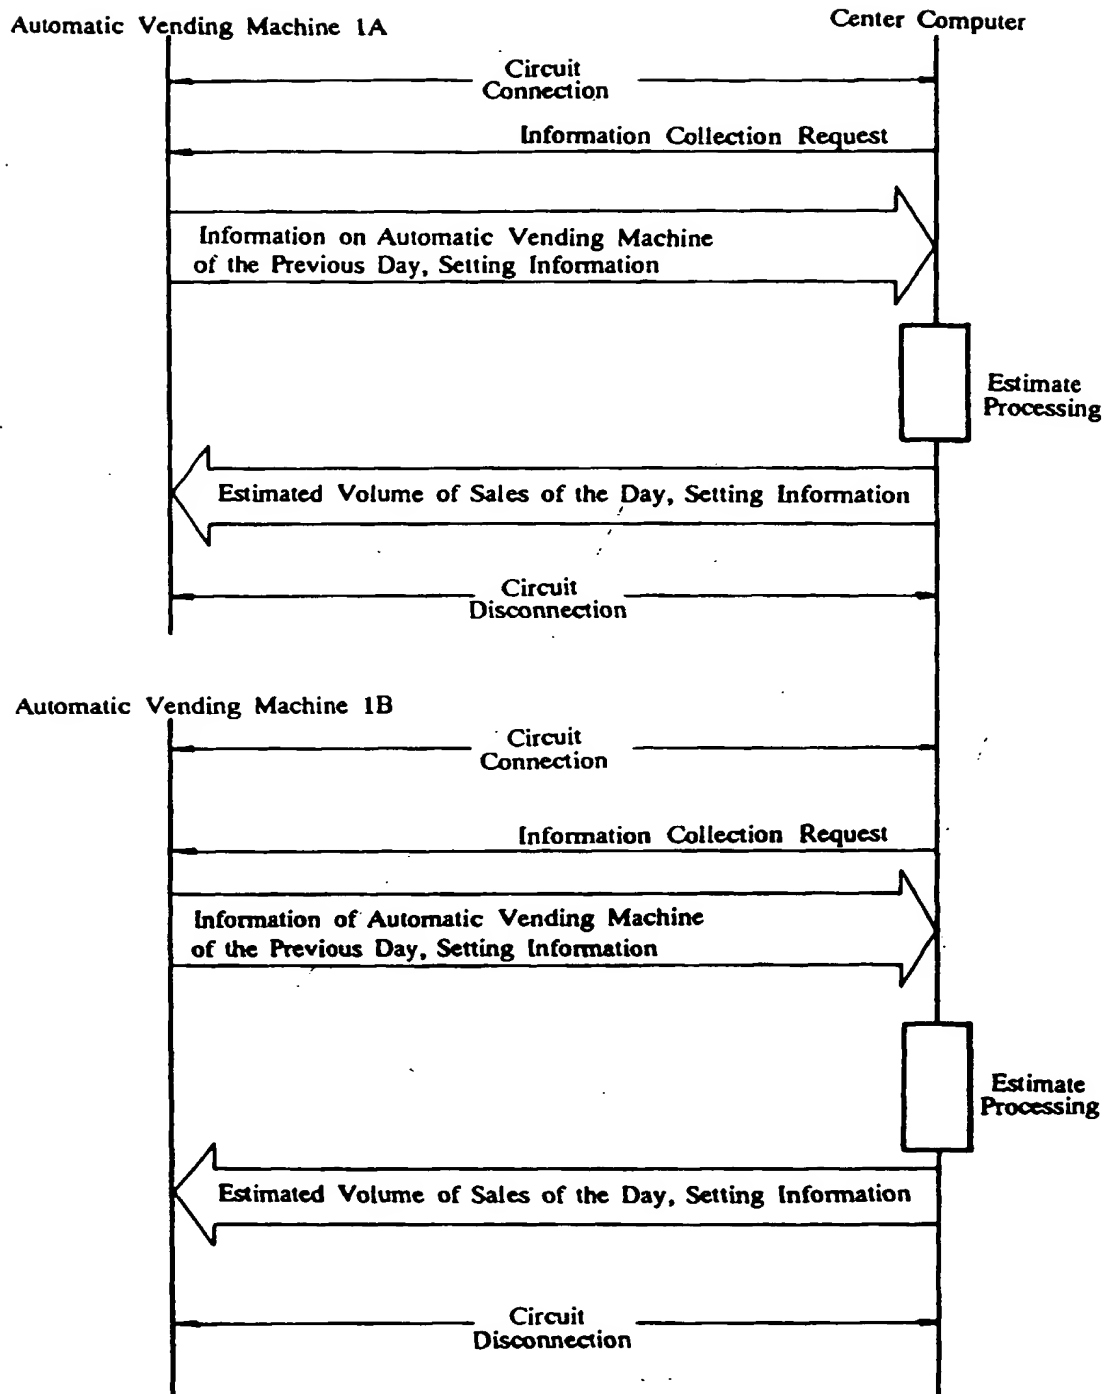 Automatic Vending Machine 1A
Center Computer
Circuit
Connection
Information Collection Request
Information on Automatic Vending Machine
of the Previous Day, Setting Information
Estimate
Processing
Estimated Volume of Sales of the Day, Setting Information
Circuit
Disconnection
Automatic Vending Machine 1B
Circuit
Connection
Information Collection Request
Information of Automatic Vending Machine
of the Previous Day, Setting Information
Estimate
Processing
Estimated Volume of Sales of the Day, Setting Information
Circuit
Disconnection